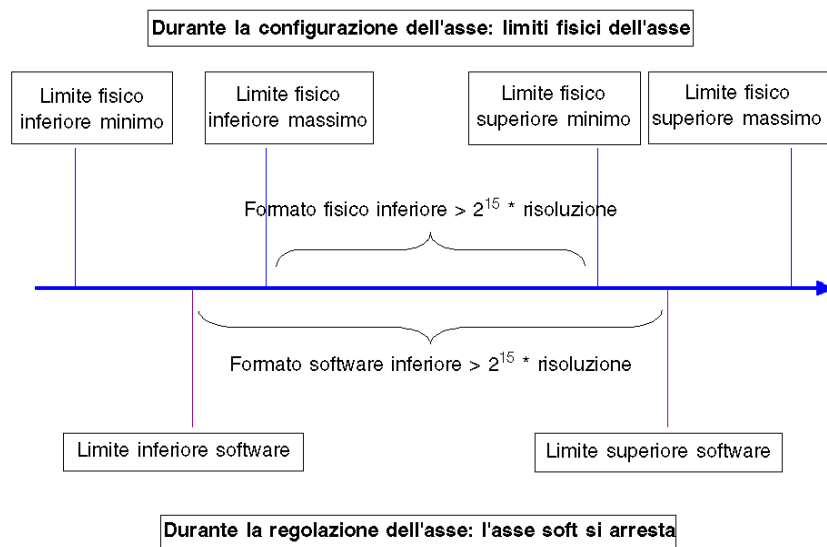 Durante la configurazione dell'asse: limiti fisici dell'asse
Limite fisico
inferiore minimo
Limite fisico
inferiore massimo
Limite fisico
superiore minimo
Limite fisico
superiore massimo
Formato fisico inferiore > 2¹⁵ * risoluzione
Formato software inferiore > 2¹⁵ * risoluzione
Limite inferiore software
Limite superiore software
Durante la regolazione dell'asse: l'asse soft si arresta